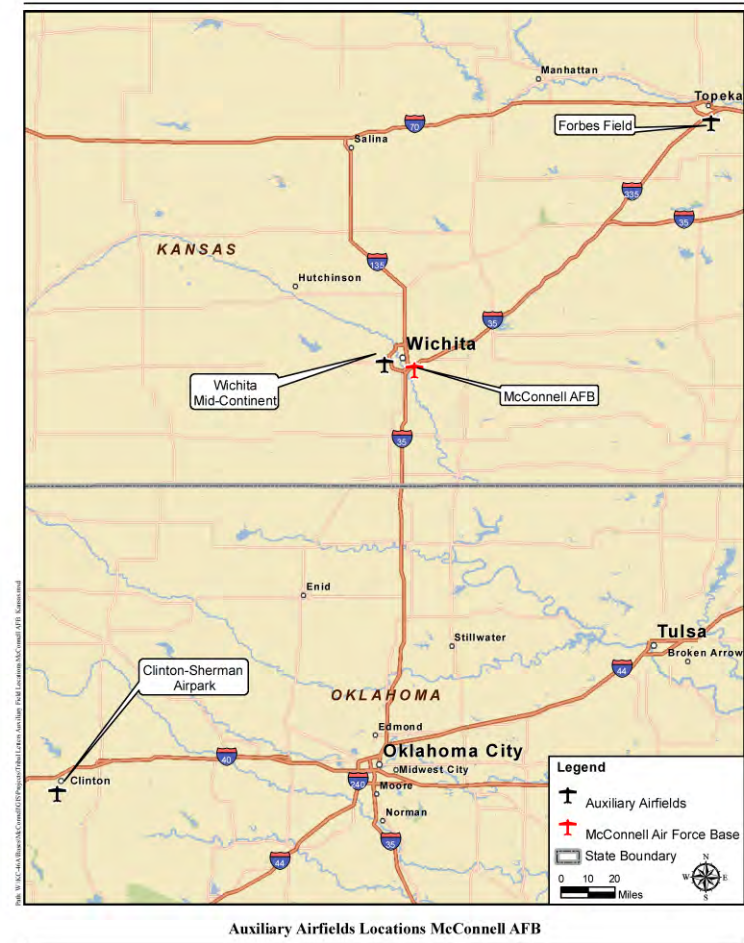 Manhattan
Topeka
70
Forbes Field
Salina
335
35
KANSAS
135
Hutchinson
35
Wichita
Wichita
Mid-Continent
McConnell AFB
35
Enid
Stillwater
Tulsa
Broken Arrow
Clinton-Sherman
Airpark
44
OKLAHOMA
Edmond
Oklahoma City
40
Midwest City
Clinton
240
Moore
Norman
35
44
Legend
Auxiliary Airfields
McConnell Air Force Base
State Boundary
0 10 20
Miles
N
W E
S
Auxiliary Airfields Locations McConnell AFB